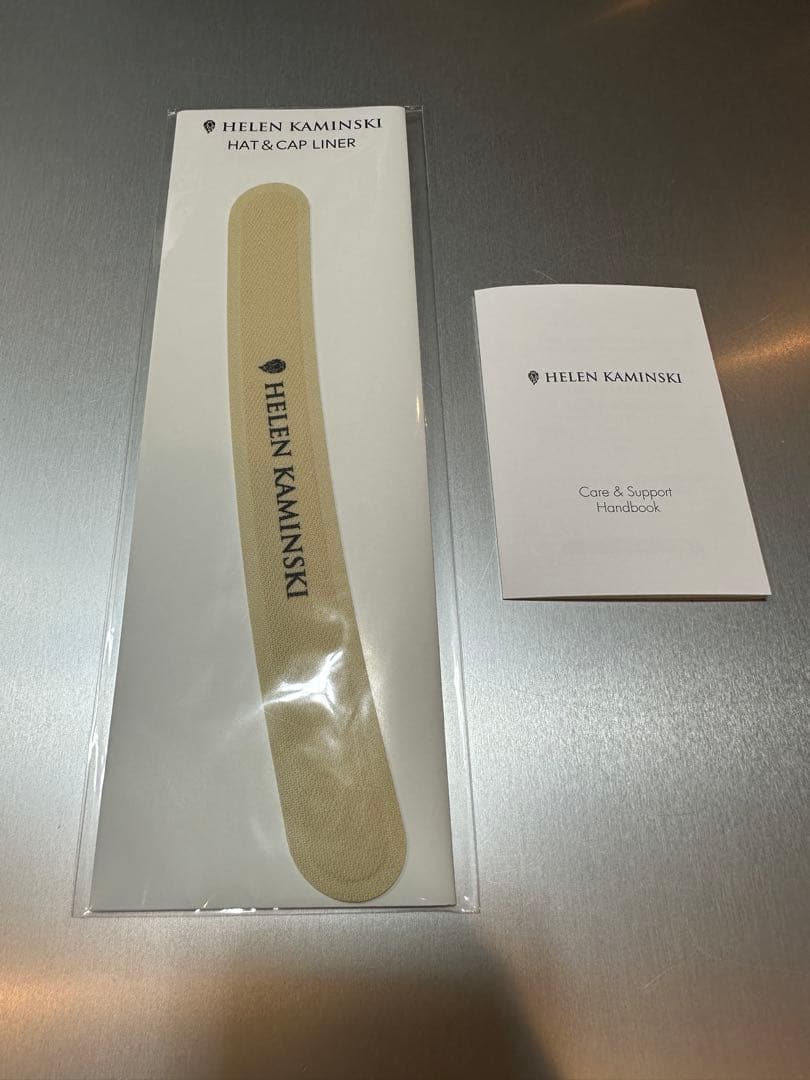 HELEN KAMINSKI
HAT & CAP LINER
HELEN KAMINSKI
HELEN KAMINSKI
Care & Support
Handbook